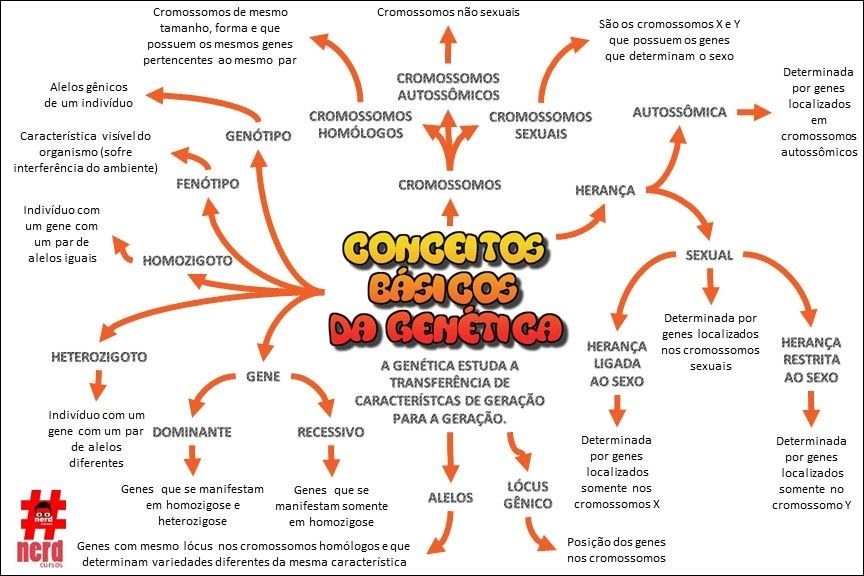 Cromossomos de mesmo
tamanho, forma e que
possuem os mesmos genes
pertencentes ao mesmo par
Cromossomos não sexuais
São os cromossomos X e Y
que possuem os genes
que determinam o sexo
Determinada
por genes
localizados
em
cromossomos
autossômicos
Alelos gênicos
de um indivíduo
CROMOSSOMOS
AUTOSSÔMICOS
CROMOSSOMOS
HOMÓLOGOS
CROMOSSOMOS
SEXUAIS
AUTOSSÔMICA
GENÓTIPO
Característica visível do
organismo (sofre
interferência do ambiente)
FENÓTIPO
CROMOSSOMOS
HERANÇA
Indivíduo com
um gene com
um par de
alelos iguais
HOMOZIGOTO
CONCEITOS
BÁSICOS
DA GENÉTICA
SEXUAL
HETEROZIGOTO
GENE
A GENÉTICA ESTUDA A
TRANSFERÊNCIA DE
CARACTERÍSTCAS DE GERAÇÃO
PARA A GERAÇÃO.
HERANÇA
LIGADA
AO SEXO
Determinada por
genes localizados
nos cromossomos
sexuais
HERANÇA
RESTRITA
AO SEXO
Indivíduo com um
gene com um par
de alelos
diferentes
DOMINANTE
RECESSIVO
Genes que se manifestam
em homozigose e
heterozigose
Genes que se
manifestam somente
em homozigose
ALELOS
LÓCUS
GÊNICO
Determinada
por genes
localizados
somente nos
cromossomos X
Determinada
por genes
localizados
somente no
cromossomo Y
Genes com mesmo lócus nos cromossomos homólogos e que
determinam variedades diferentes da mesma característica
Posição dos genes
nos cromossomos
#
nerd
nerd
cursos